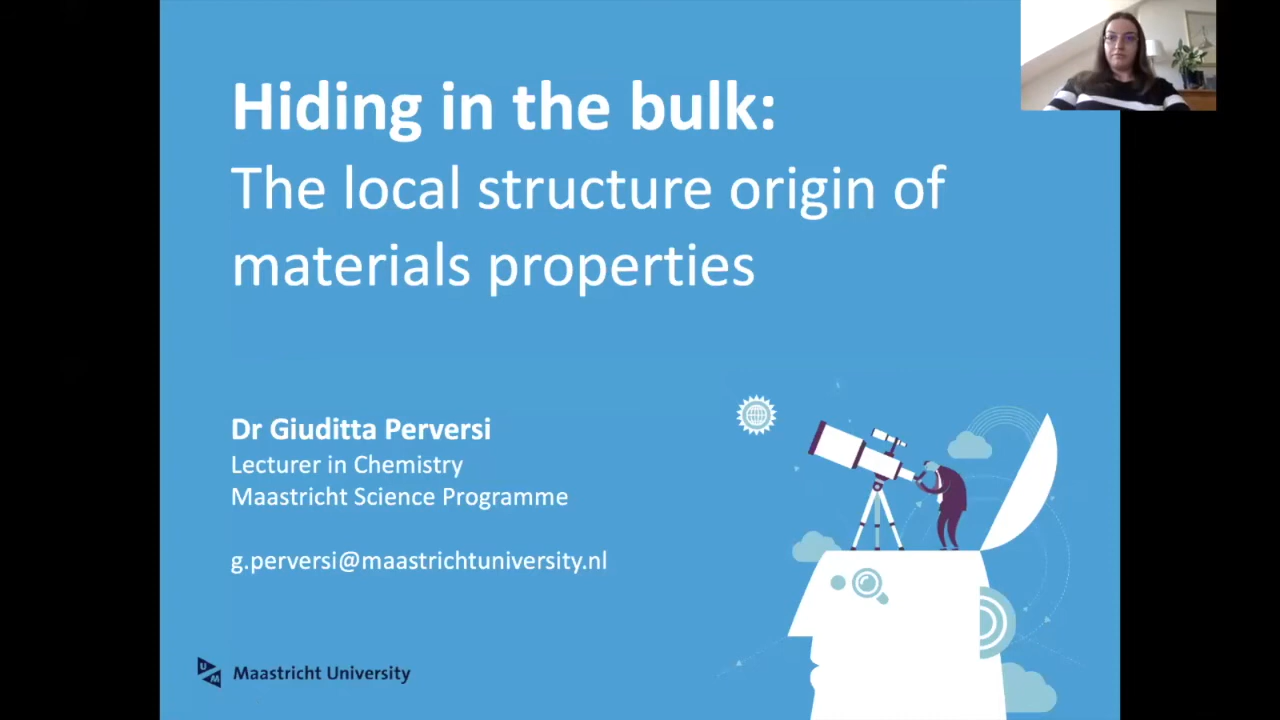 Hiding in the bulk:
The local structure origin of
materials properties
Dr Giuditta Perversi
Lecturer in Chemistry
Maastricht Science Programme
g.perversi@maastrichtuniversity.nl
UM Maastricht University